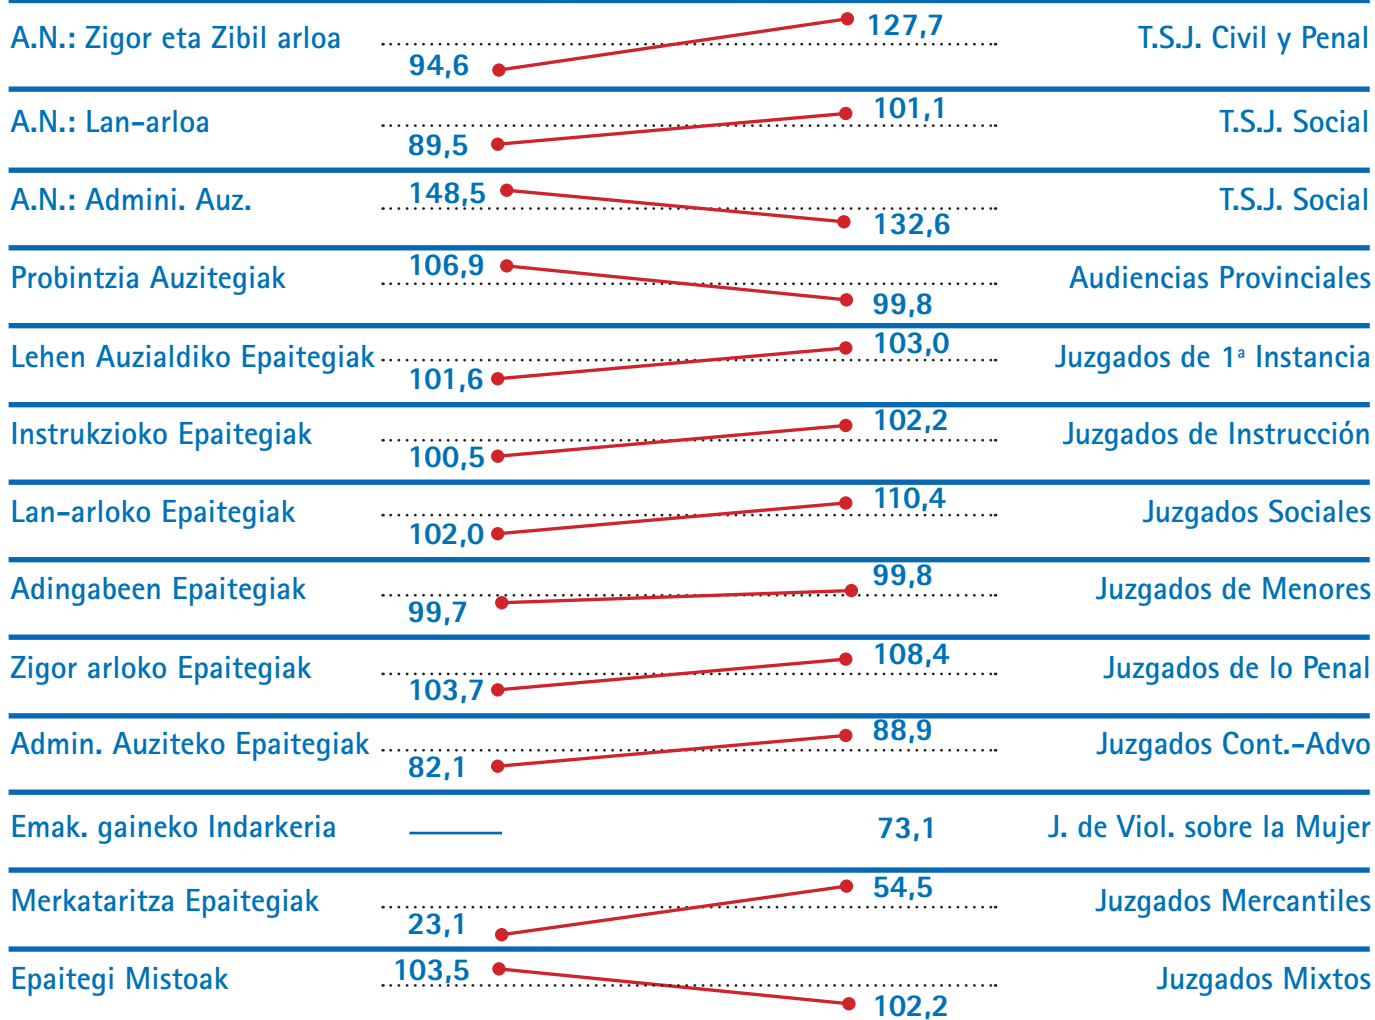 A.N.: Zigor eta Zibil arloa 94,6 127,7 T.S.J. Civil y Penal
A.N.: Lan-arloa 89,5 101,1 T.S.J. Social
A.N.: Admini. Auz. 148,5 132,6 T.S.J. Social
Probintzia Auzitegiak 106,9 99,8 Audiencias Provinciales
Lehen Auzialdiko Epaitegiak 101,6 103,0 Juzgados de 1ª Instancia
Instrukzioko Epaitegiak 100,5 102,2 Juzgados de Instrucción
Lan-arloko Epaitegiak 102,0 110,4 Juzgados Sociales
Adingabeen Epaitegiak 99,7 99,8 Juzgados de Menores
Zigor arloko Epaitegiak 103,7 108,4 Juzgados de lo Penal
Admin. Auziteko Epaitegiak 82,1 88,9 Juzgados Cont.-Advo
Emak. gaineko Indarkeria 73,1 J. de Viol. sobre la Mujer
Merkataritza Epaitegiak 23,1 54,5 Juzgados Mercantiles
Epaitegi Mistoak 103,5 102,2 Juzgados Mixtos